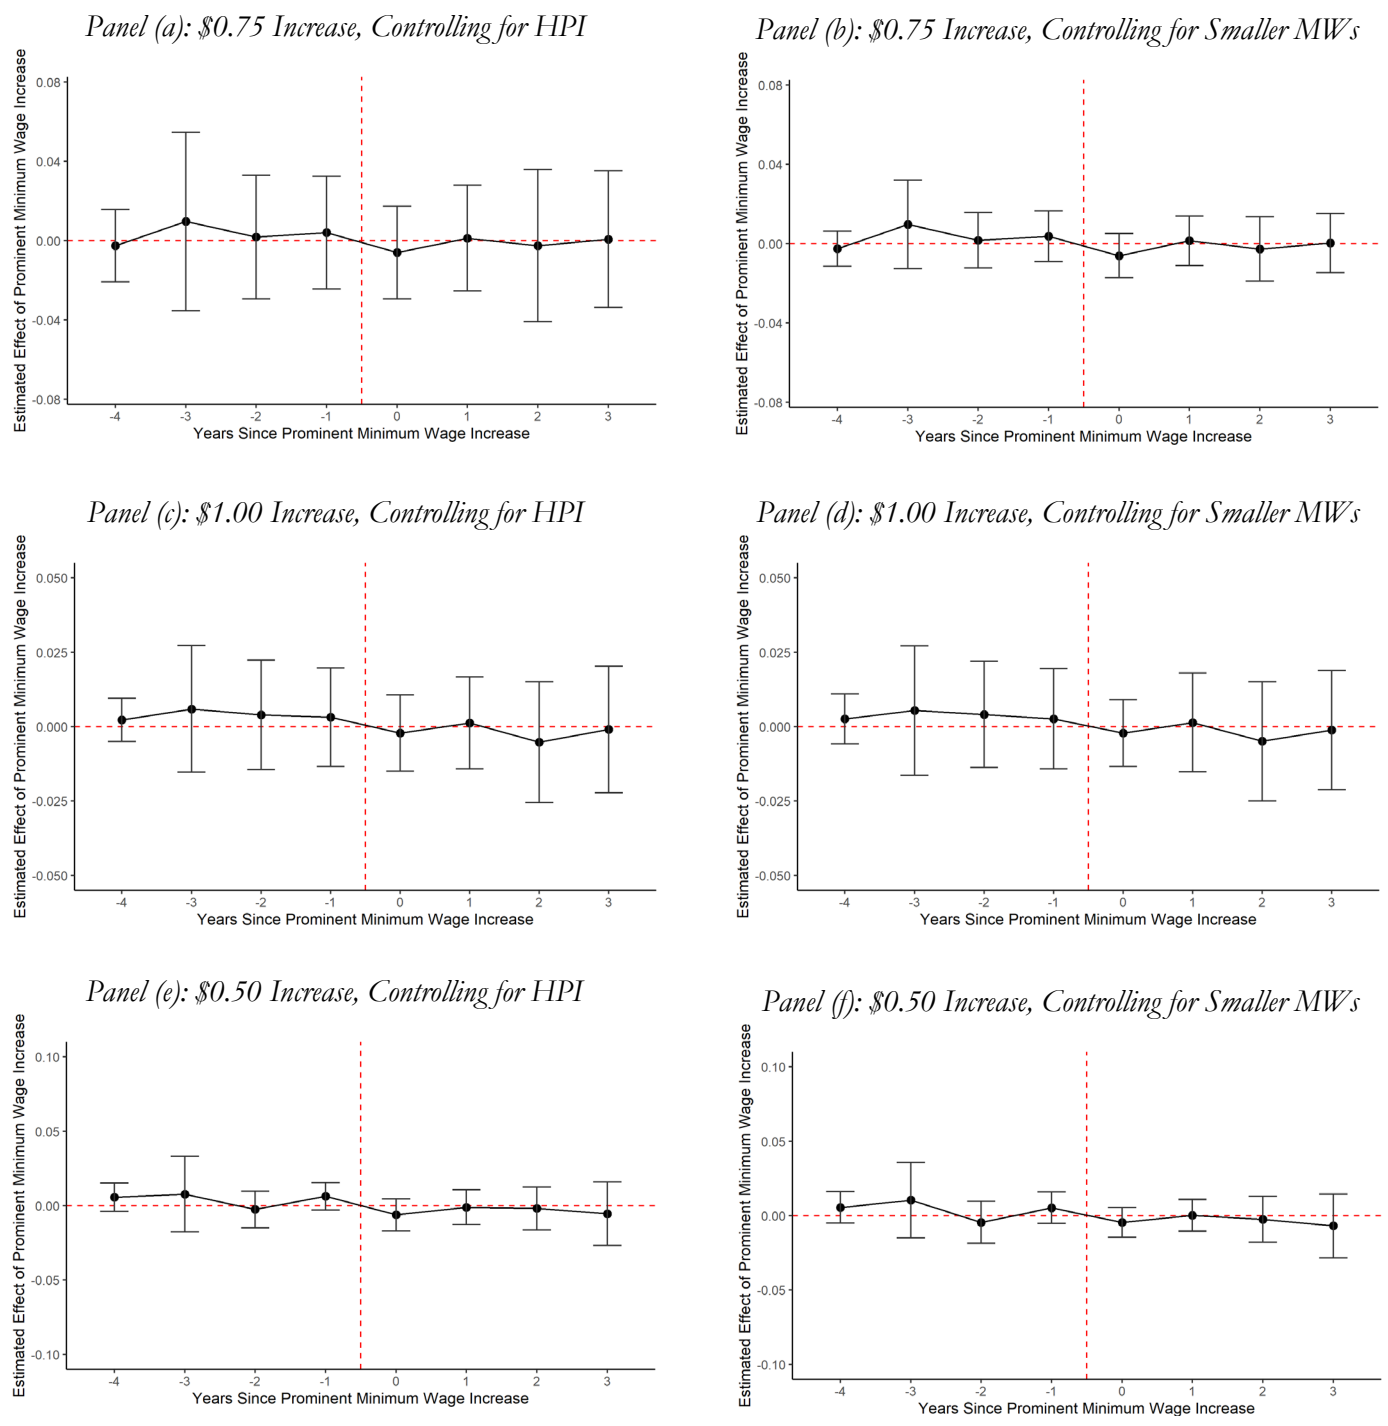 Panel (a): $0.75 Increase, Controlling for HPI
Estimated Effect of Prominent Minimum Wage Increase
0.08
0.04
0.00
-0.04
-0.08
-4 -3 -2 -1 0 1 2 3
Years Since Prominent Minimum Wage Increase
Panel (b): $0.75 Increase, Controlling for Smaller MWs
Estimated Effect of Prominent Minimum Wage Increase
0.08
0.04
0.00
-0.04
-0.08
-4 -3 -2 -1 0 1 2 3
Years Since Prominent Minimum Wage Increase
Panel (c): $1.00 Increase, Controlling for HPI
Estimated Effect of Prominent Minimum Wage Increase
0.050
0.025
0.000
-0.025
-0.050
-4 -3 -2 -1 0 1 2 3
Years Since Prominent Minimum Wage Increase
Panel (d): $1.00 Increase, Controlling for Smaller MWs
Estimated Effect of Prominent Minimum Wage Increase
0.050
0.025
0.000
-0.025
-0.050
-4 -3 -2 -1 0 1 2 3
Years Since Prominent Minimum Wage Increase
Panel (e): $0.50 Increase, Controlling for HPI
Estimated Effect of Prominent Minimum Wage Increase
0.10
0.05
0.00
-0.05
-0.10
-4 -3 -2 -1 0 1 2 3
Years Since Prominent Minimum Wage Increase
Panel (f): $0.50 Increase, Controlling for Smaller MWs
Estimated Effect of Prominent Minimum Wage Increase
0.10
0.05
0.00
-0.05
-0.10
-4 -3 -2 -1 0 1 2 3
Years Since Prominent Minimum Wage Increase